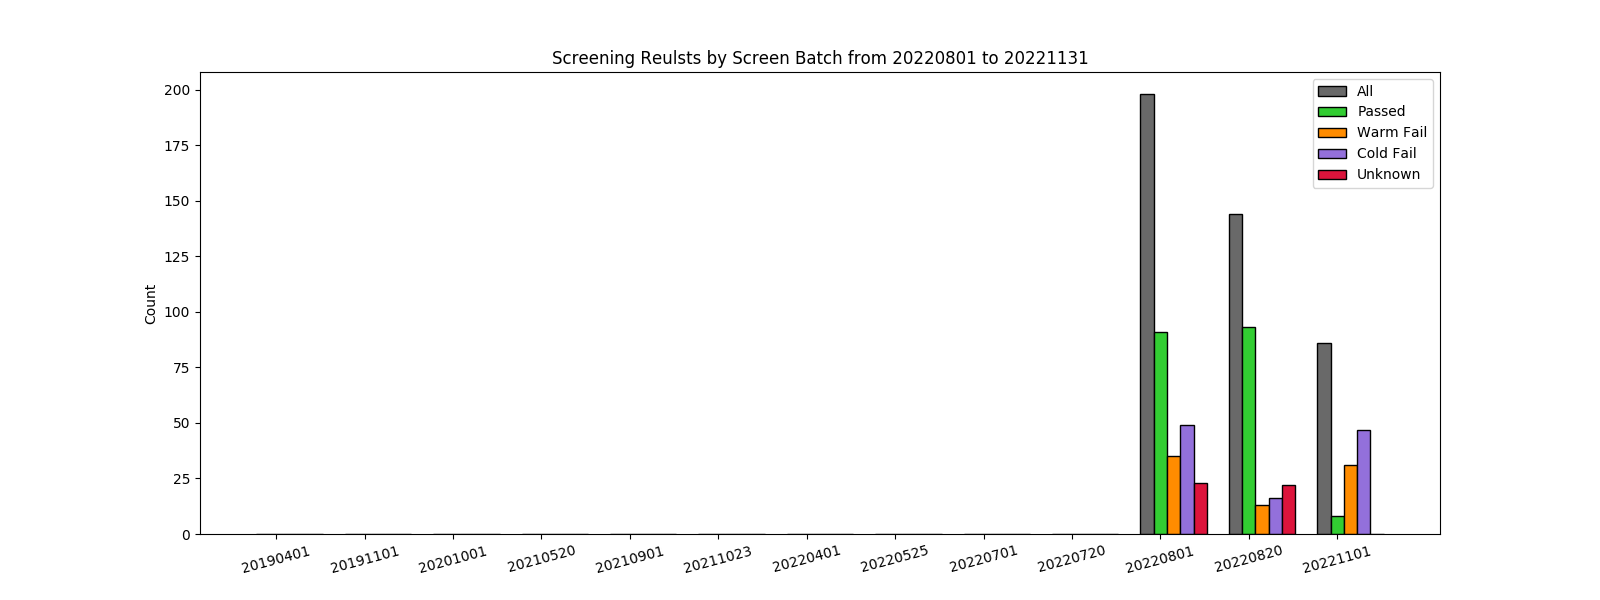 Screening Reulsts by Screen Batch from 20220801 to 20221131
200
175
150
125
100
75
50
25
0
Count
All
Passed
Warm Fail
Cold Fail
Unknown
20190401 20191101 20201001 20210520 20210901 20211023 20220401 20220525 20220701 20220720 20220801 20220820 20221101